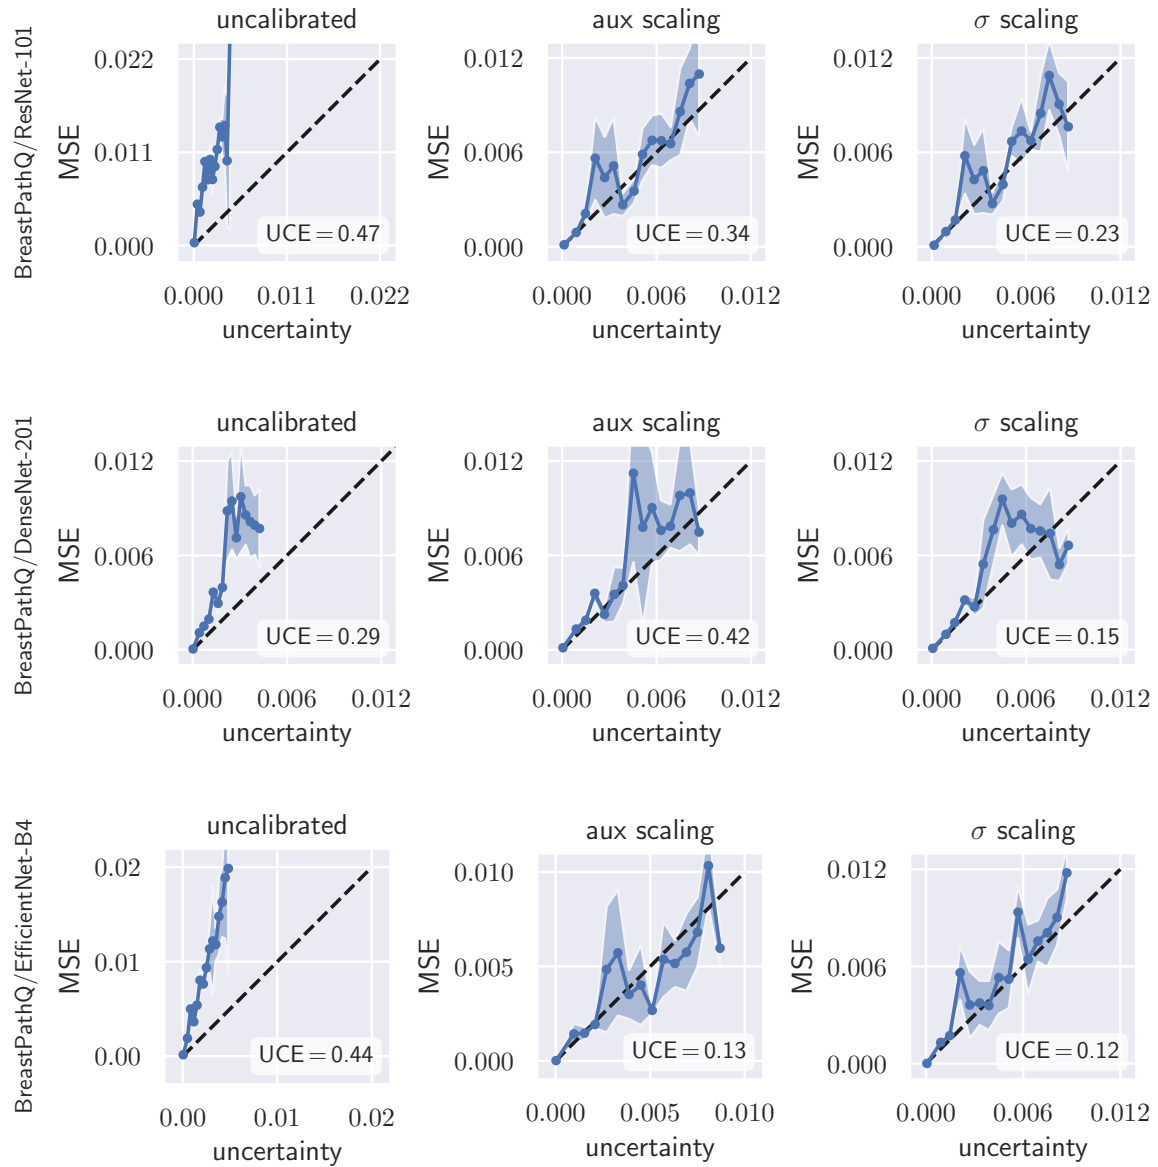 BreastPathQ/ResNet-101
uncalibrated
MSE
0.022
0.011
0.000
UCE = 0.47
0.000 0.011 0.022
uncertainty
aux scaling
MSE
0.012
0.006
0.000
UCE = 0.34
0.000 0.006 0.012
uncertainty
σ scaling
MSE
0.012
0.006
0.000
UCE = 0.23
0.000 0.006 0.012
uncertainty
BreastPathQ/DenseNet-201
uncalibrated
MSE
0.012
0.006
0.000
UCE = 0.29
0.000 0.006 0.012
uncertainty
aux scaling
MSE
0.012
0.006
0.000
UCE = 0.42
0.000 0.006 0.012
uncertainty
σ scaling
MSE
0.012
0.006
0.000
UCE = 0.15
0.000 0.006 0.012
uncertainty
BreastPathQ/EfficientNet-B4
uncalibrated
MSE
0.02
0.01
0.00
UCE = 0.44
0.00 0.01 0.02
uncertainty
aux scaling
MSE
0.010
0.005
0.000
UCE = 0.13
0.000 0.005 0.010
uncertainty
σ scaling
MSE
0.012
0.006
0.000
UCE = 0.12
0.000 0.006 0.012
uncertainty